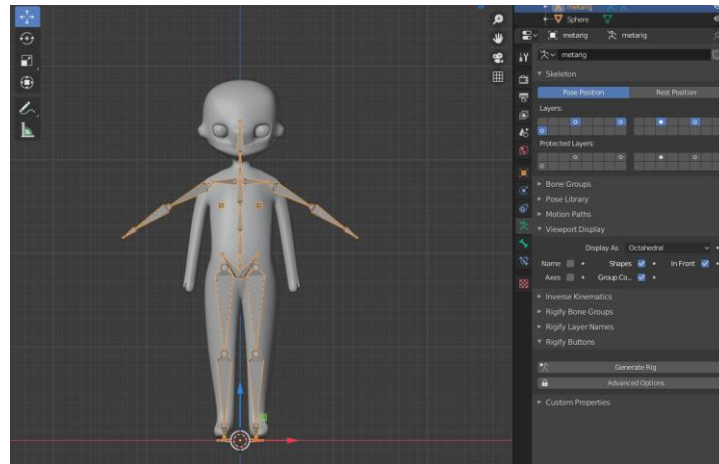 metarig
Sphere
metarig metarig
metarig
Skeleton
Pose Position Rest Position
Layers:
Protected Layers:
Bone Groups
Pose Library
Motion Paths
Viewport Display
Display As Octahedral
Name Shapes In Front
Axes Group Co..
Inverse Kinematics
Rigify Bone Groups
Rigify Layer Names
Rigify Buttons
Generate Rig
Advanced Options
Custom Properties